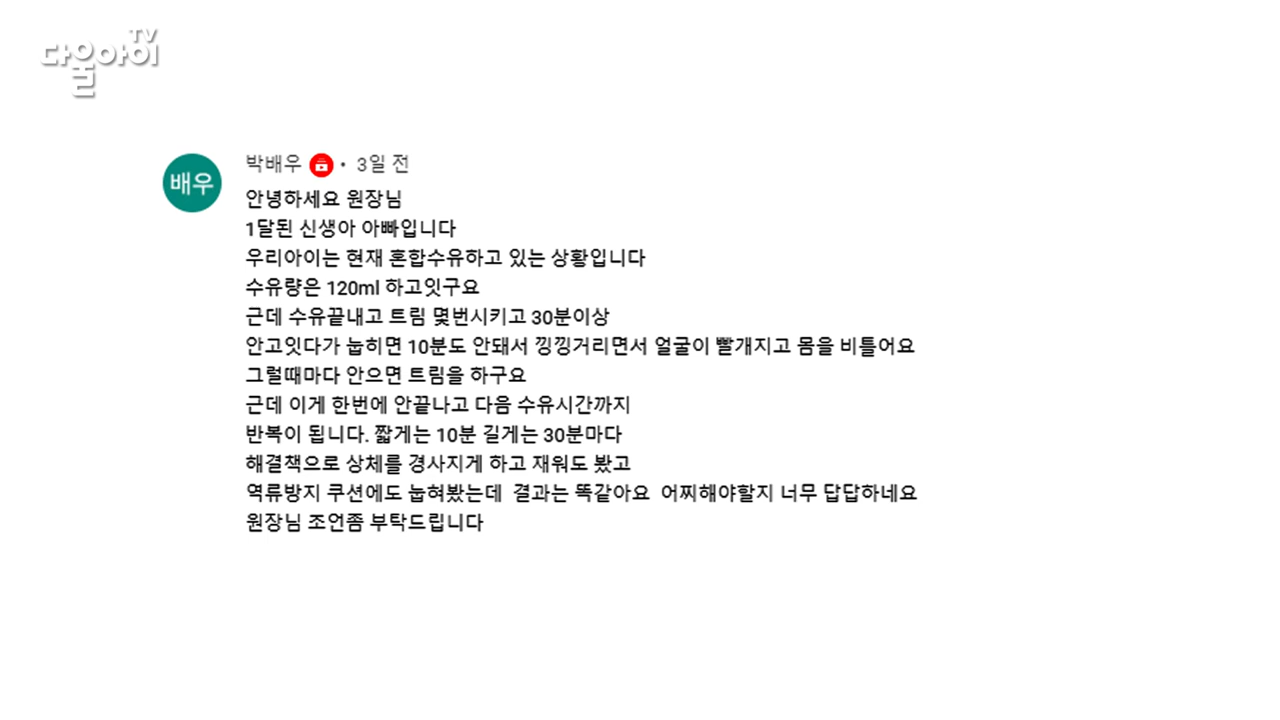 다울아이 TV
배우
박배우 • 3일 전
안녕하세요 원장님
1달된 신생아 아빠입니다
우리아이는 현재 혼합수유하고 있는 상황입니다
수유량은 120ml 하고잇구요
근데 수유끝내고 트림 몇번시키고 30분이상
안고잇다가 눕히면 10분도 안돼서 낑낑거리면서 얼굴이 빨개지고 몸을 비틀어요
그럴때마다 안으면 트림을 하구요
근데 이게 한번에 안끝나고 다음 수유시간까지
반복이 됩니다. 짧게는 10분 길게는 30분마다
해결책으로 상체를 경사지게 하고 재워도 봤고
역류방지 쿠션에도 눕혀봤는데 결과는 똑같아요 어찌해야할지 너무 답답하네요
원장님 조언좀 부탁드립니다